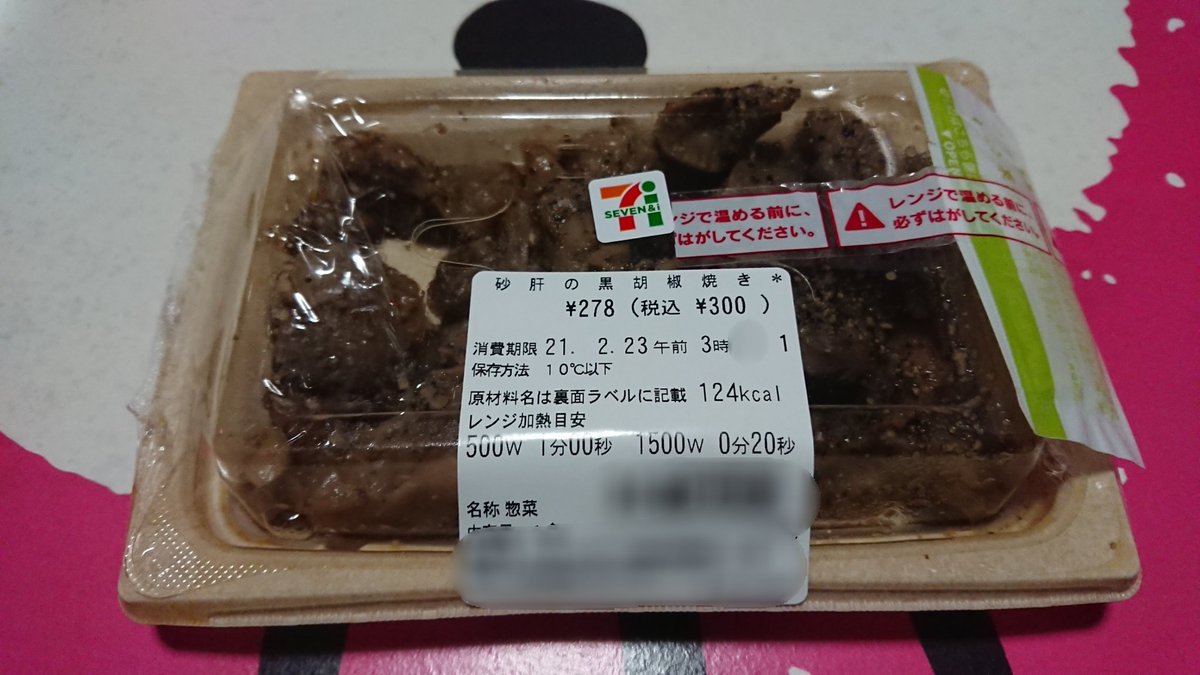 OPEN
7i
SEVEN&i
ンジで温める前に、
はがしてください。
レンジで温める前に、
必ずはがしてください。
砂肝の黒胡椒焼き*
¥278 (税込 ¥300 )
消費期限 21. 2.23 午前 3時 1
保存方法 10℃以下
原材料名は裏面ラベルに記載 124kcal
レンジ加熱目安
500W 1分00秒 1500W 0分20秒
名称 惣菜